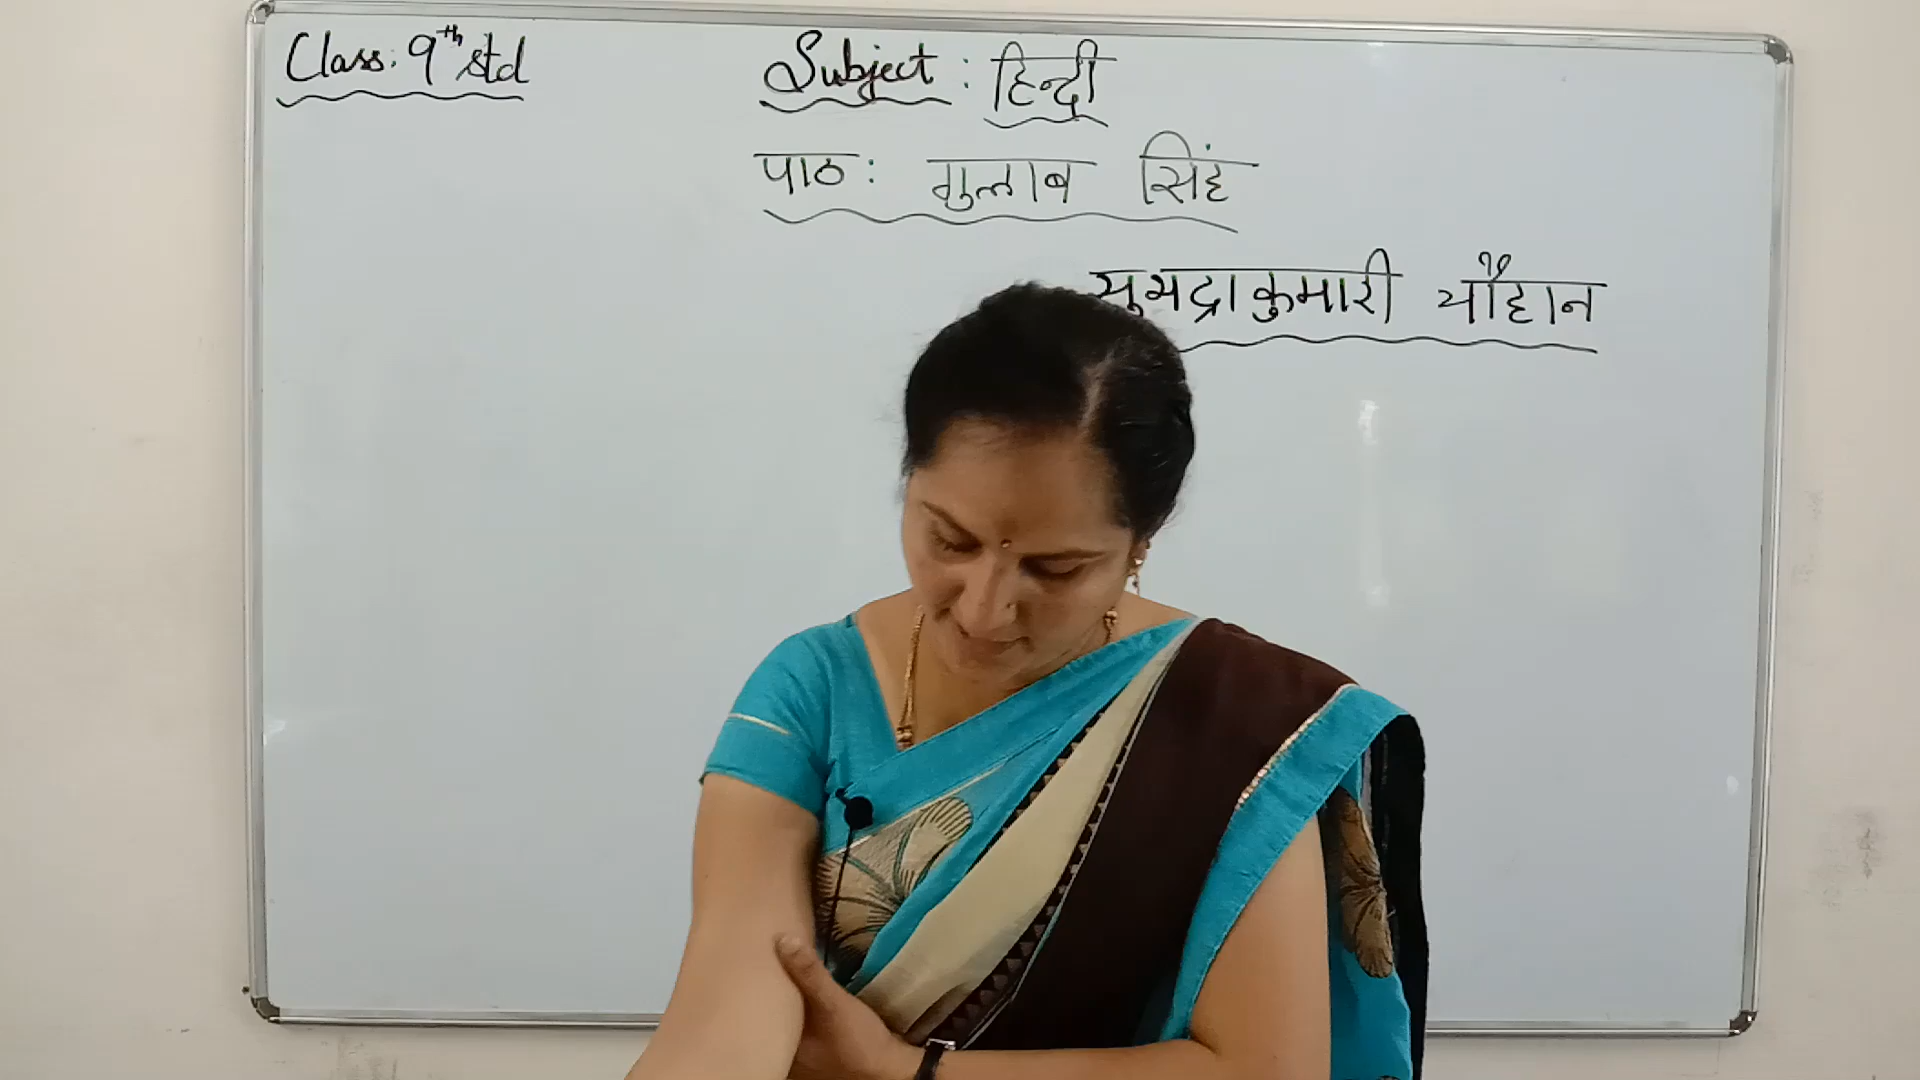 Class: 9th std
Subject : हिन्दी
पाठ : गुलाब सिंह
सुभद्राकुमारी चौहान